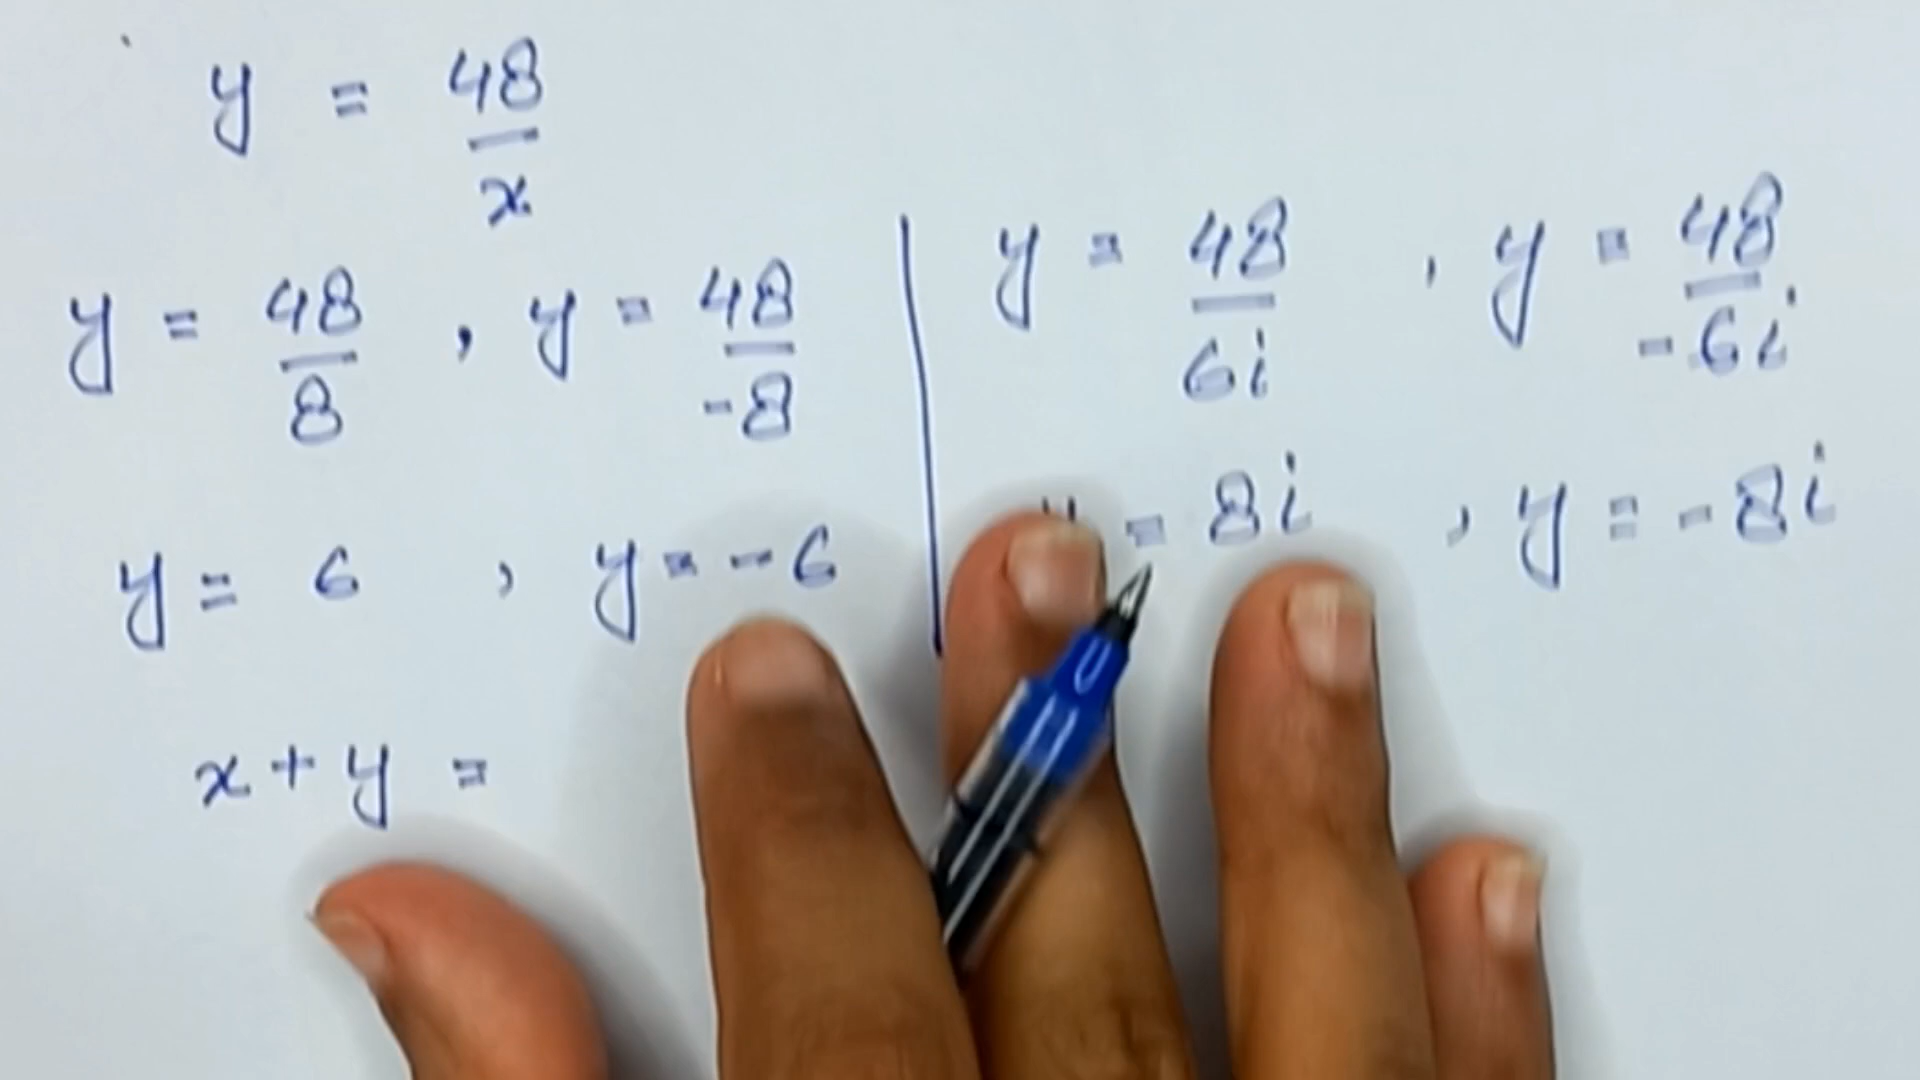 y = 48/x
y = 48/8 , y = 48/-8
y = 6 , y = -6
x + y =
y = 48/6i , y = 48/-6i
y = 8i , y = -8i